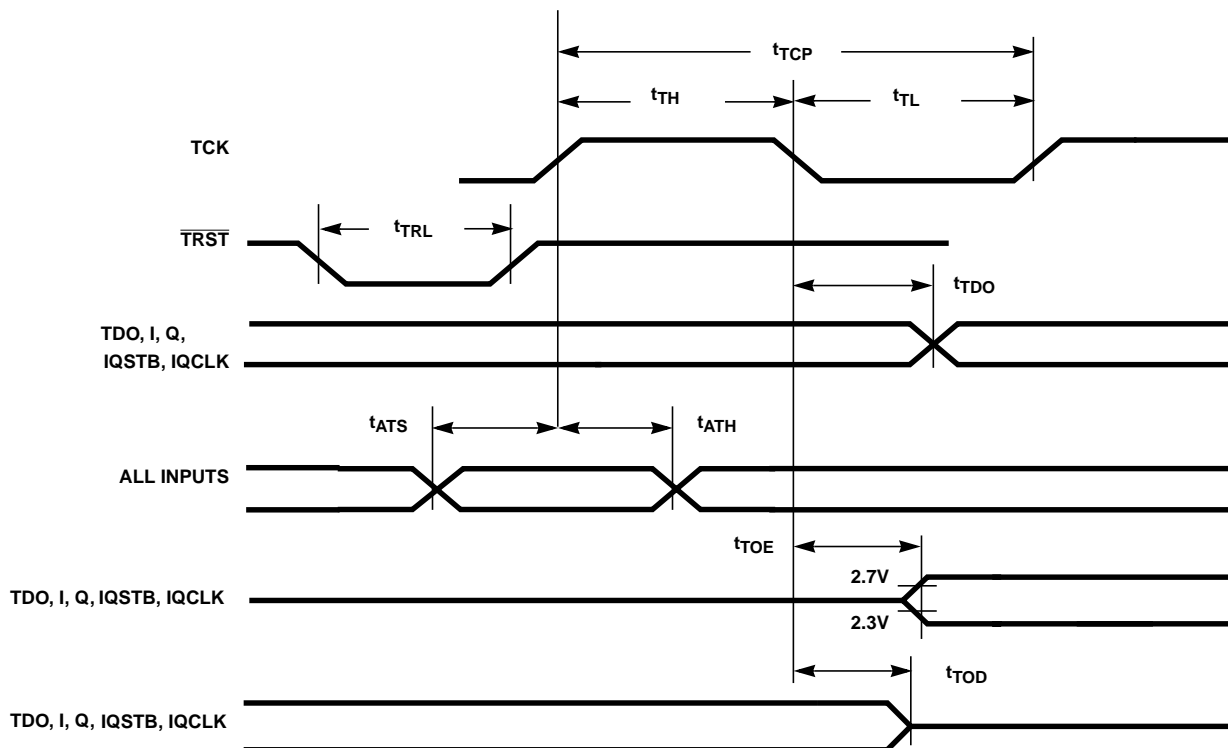 tTCP
tTH
tTL
TCK
TRST
tTRL
tTDO
TDO, I, Q,
IQSTB, IQCLK
tATS
tATH
ALL INPUTS
tTOE
2.7V
TDO, I, Q, IQSTB, IQCLK
2.3V
tTOD
TDO, I, Q, IQSTB, IQCLK